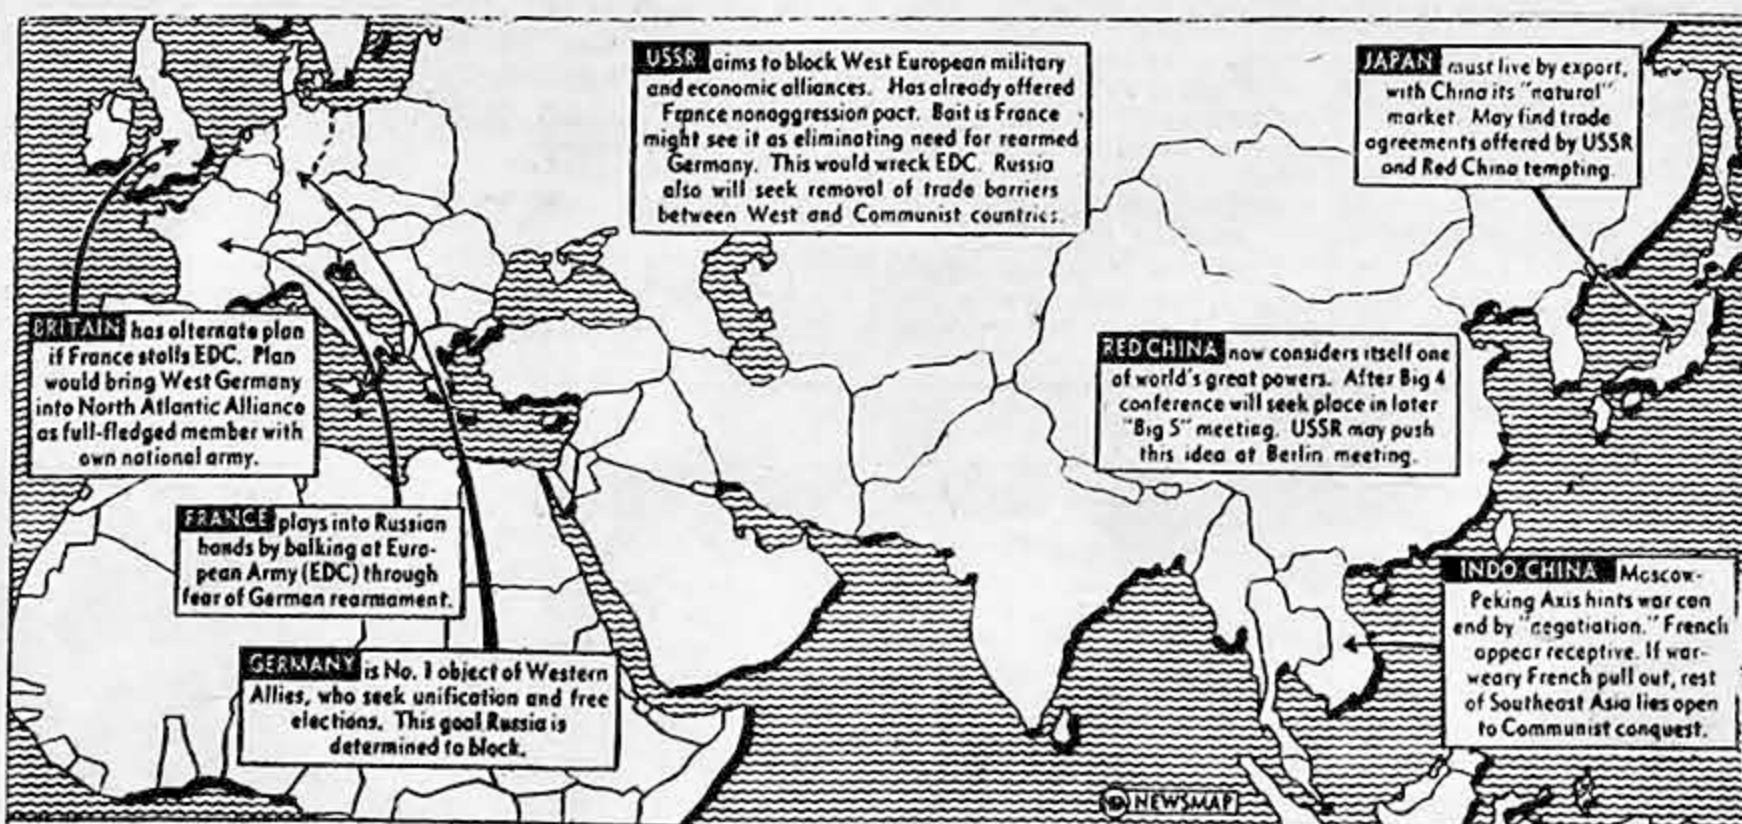 USSR aims to block West European military
and economic alliances. Has already offered
France nonaggression pact. Bait is France
might see it as eliminating need for rearmed
Germany. This would wreck EDC. Russia
also will seek removal of trade barriers
between West and Communist countries.
JAPAN must live by export,
with China its "natural"
market. May find trade
agreements offered by USSR
and Red China tempting.
BRITAIN has alternate plan
if France stalls EDC. Plan
would bring West Germany
into North Atlantic Alliance
as full-fledged member with
own national army.
RED CHINA now considers itself one
of world's great powers. After Big 4
conference will seek place in later
"Big 5" meeting. USSR may push
this idea at Berlin meeting.
FRANCE plays into Russian
hands by balking at Euro-
pean Army (EDC) through
fear of German rearmament.
INDO CHINA Moscow-
Peking Axis hints war can
end by "negotiation." French
appear receptive. If war-
weary French pull out, rest
of Southeast Asia lies open
to Communist conquest.
GERMANY is No. 1 object of Western
Allies, who seek unification and free
elections. This goal Russia is
determined to block.
NEWSMAP